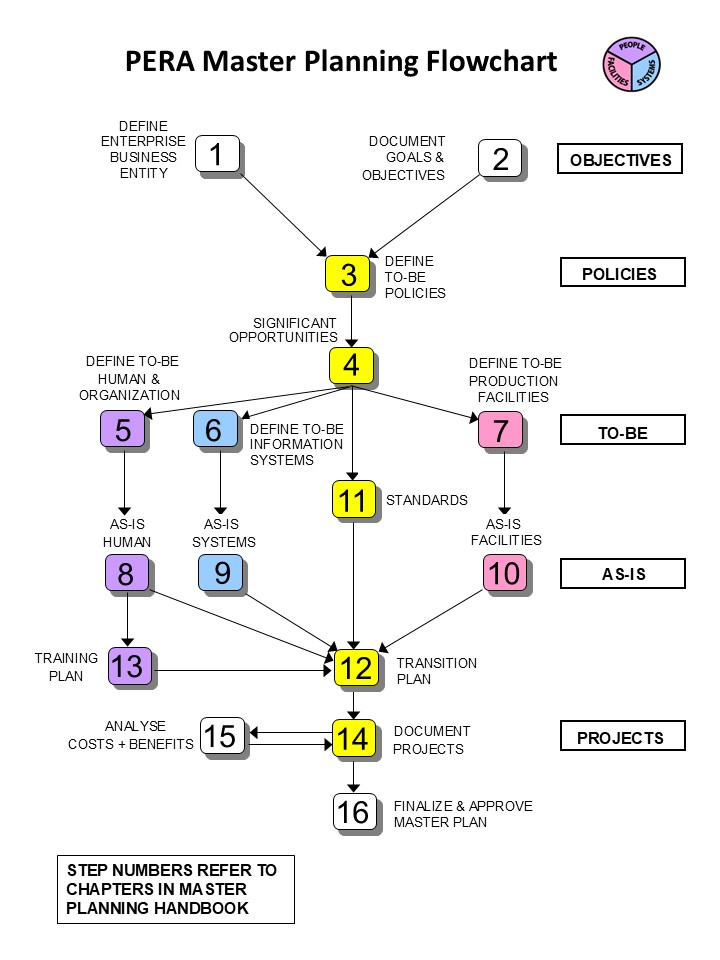 PERA Master Planning Flowchart
PEOPLE
FACILITIES
SYSTEMS
DEFINE
ENTERPRISE
BUSINESS
ENTITY
1
DOCUMENT
GOALS &
OBJECTIVES
2
OBJECTIVES
3
DEFINE
TO-BE
POLICIES
POLICIES
SIGNIFICANT
OPPORTUNITIES
4
DEFINE TO-BE
HUMAN &
ORGANIZATION
5
6
DEFINE TO-BE
INFORMATION
SYSTEMS
DEFINE TO-BE
PRODUCTION
FACILITIES
7
TO-BE
11
STANDARDS
AS-IS
HUMAN
8
AS-IS
SYSTEMS
9
AS-IS
FACILITIES
10
AS-IS
TRAINING
PLAN
13
12
TRANSITION
PLAN
ANALYSE
COSTS + BENEFITS
15
14
DOCUMENT
PROJECTS
PROJECTS
16
FINALIZE & APPROVE
MASTER PLAN
STEP NUMBERS REFER TO
CHAPTERS IN MASTER
PLANNING HANDBOOK